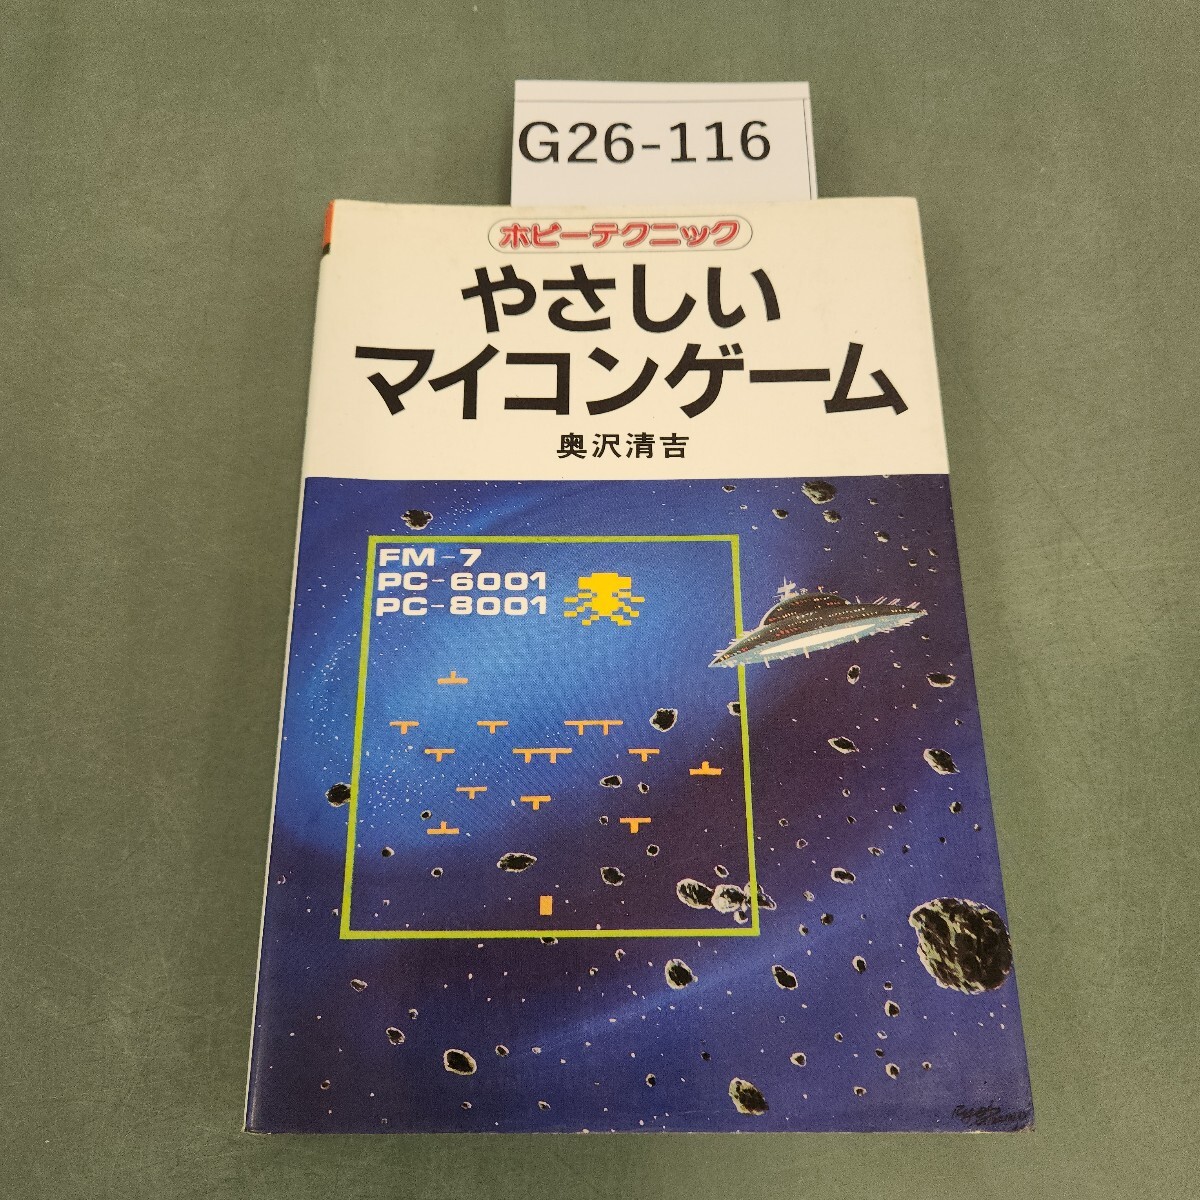 G26-116
ホビーテクニック
やさしい
マイコンゲーム
奥沢清吉
FM-7
PC-6001
PC-8001